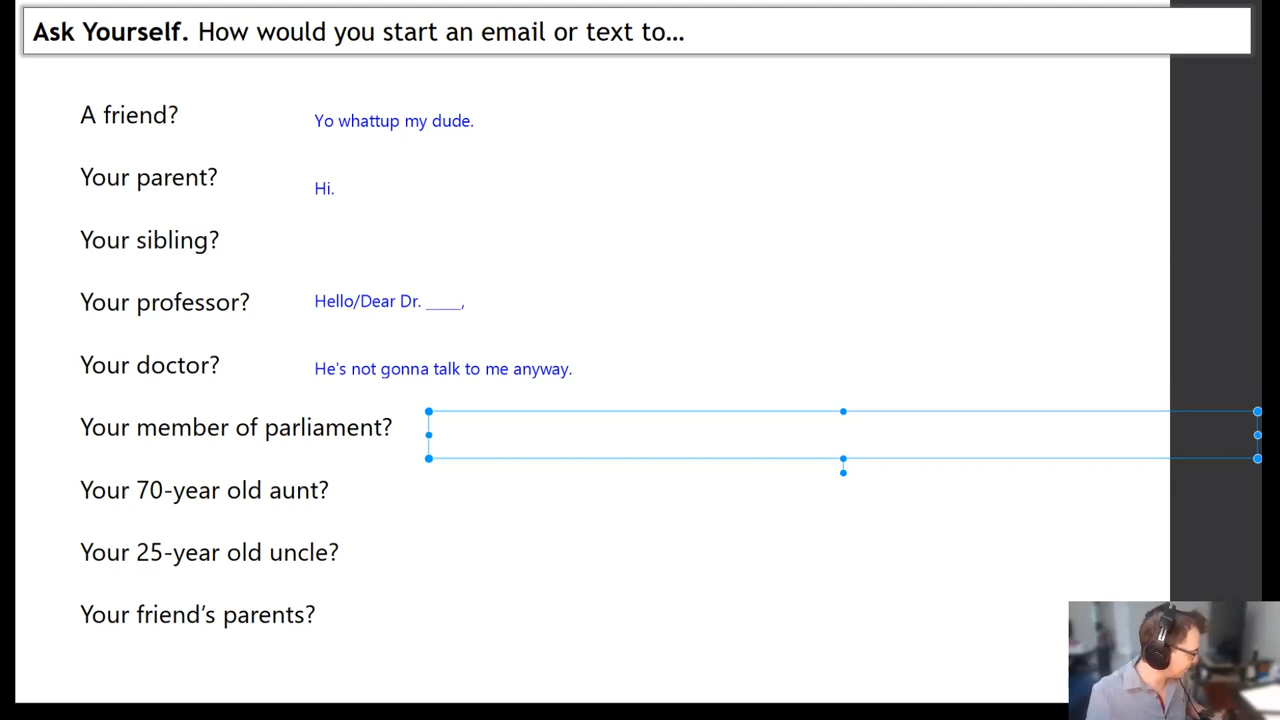 Ask Yourself. How would you start an email or text to...
A friend? Yo whattup my dude.
Your parent? Hi.
Your sibling?
Your professor? Hello/Dear Dr. ____,
Your doctor? He's not gonna talk to me anyway.
Your member of parliament?
Your 70-year old aunt?
Your 25-year old uncle?
Your friend’s parents?